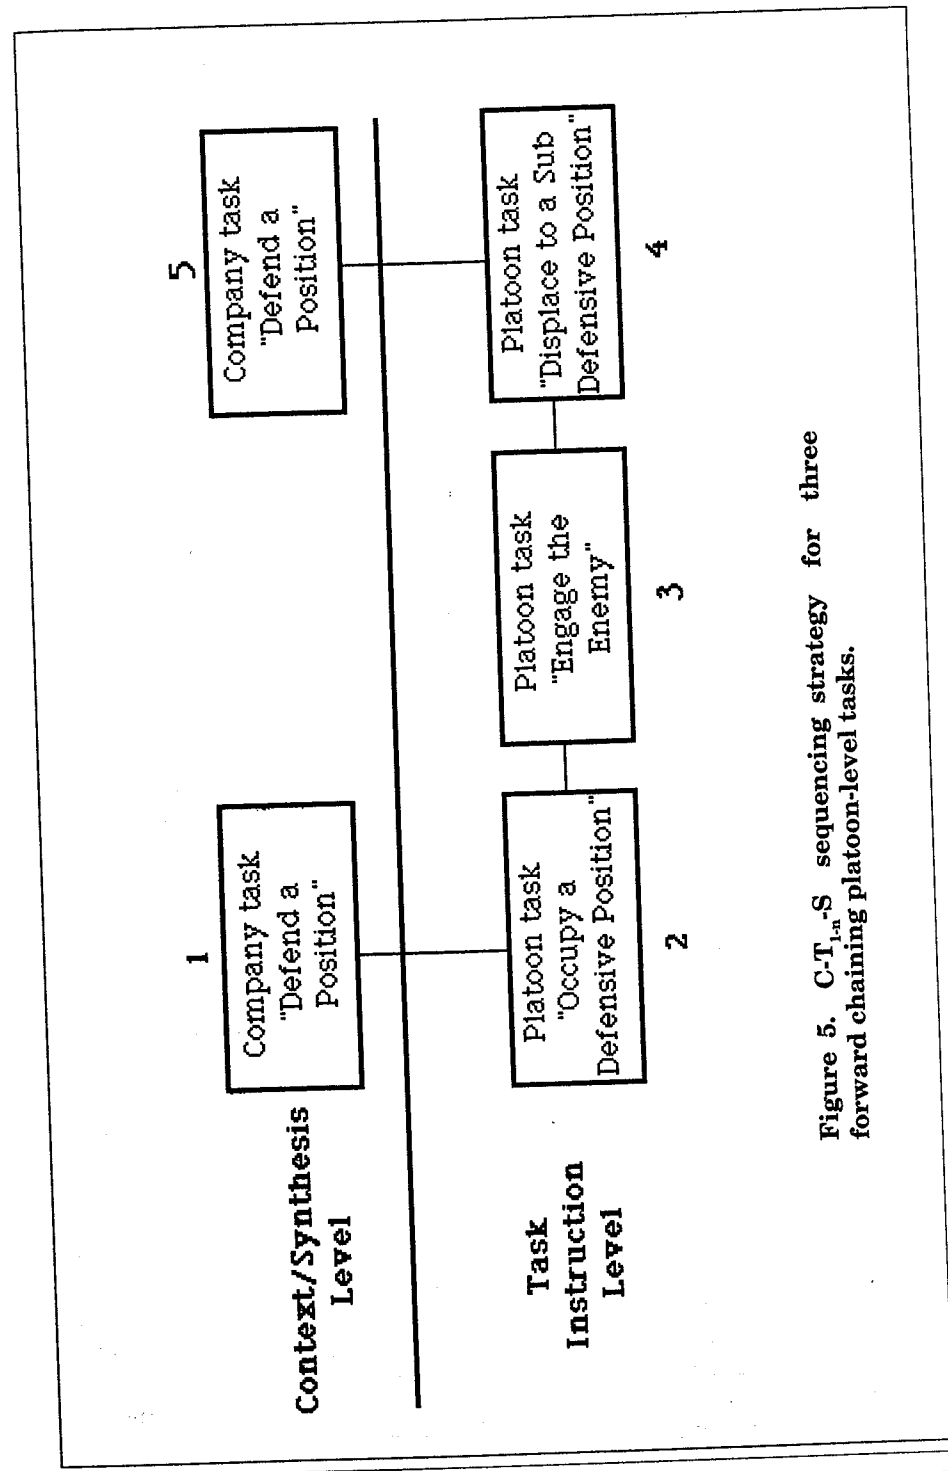 1
5
Context/Synthesis
Level
Company task
"Defend a
Position"
Company task
"Defend a
Position"
Task
Instruction
Level
Platoon task
"Occupy a
Defensive Position"
Platoon task
"Engage the
Enemy"
Platoon task
"Displace to a Sub
Defensive Position"
2
3
4
Figure 5. C-T1-n-S sequencing strategy for three
forward chaining platoon-level tasks.